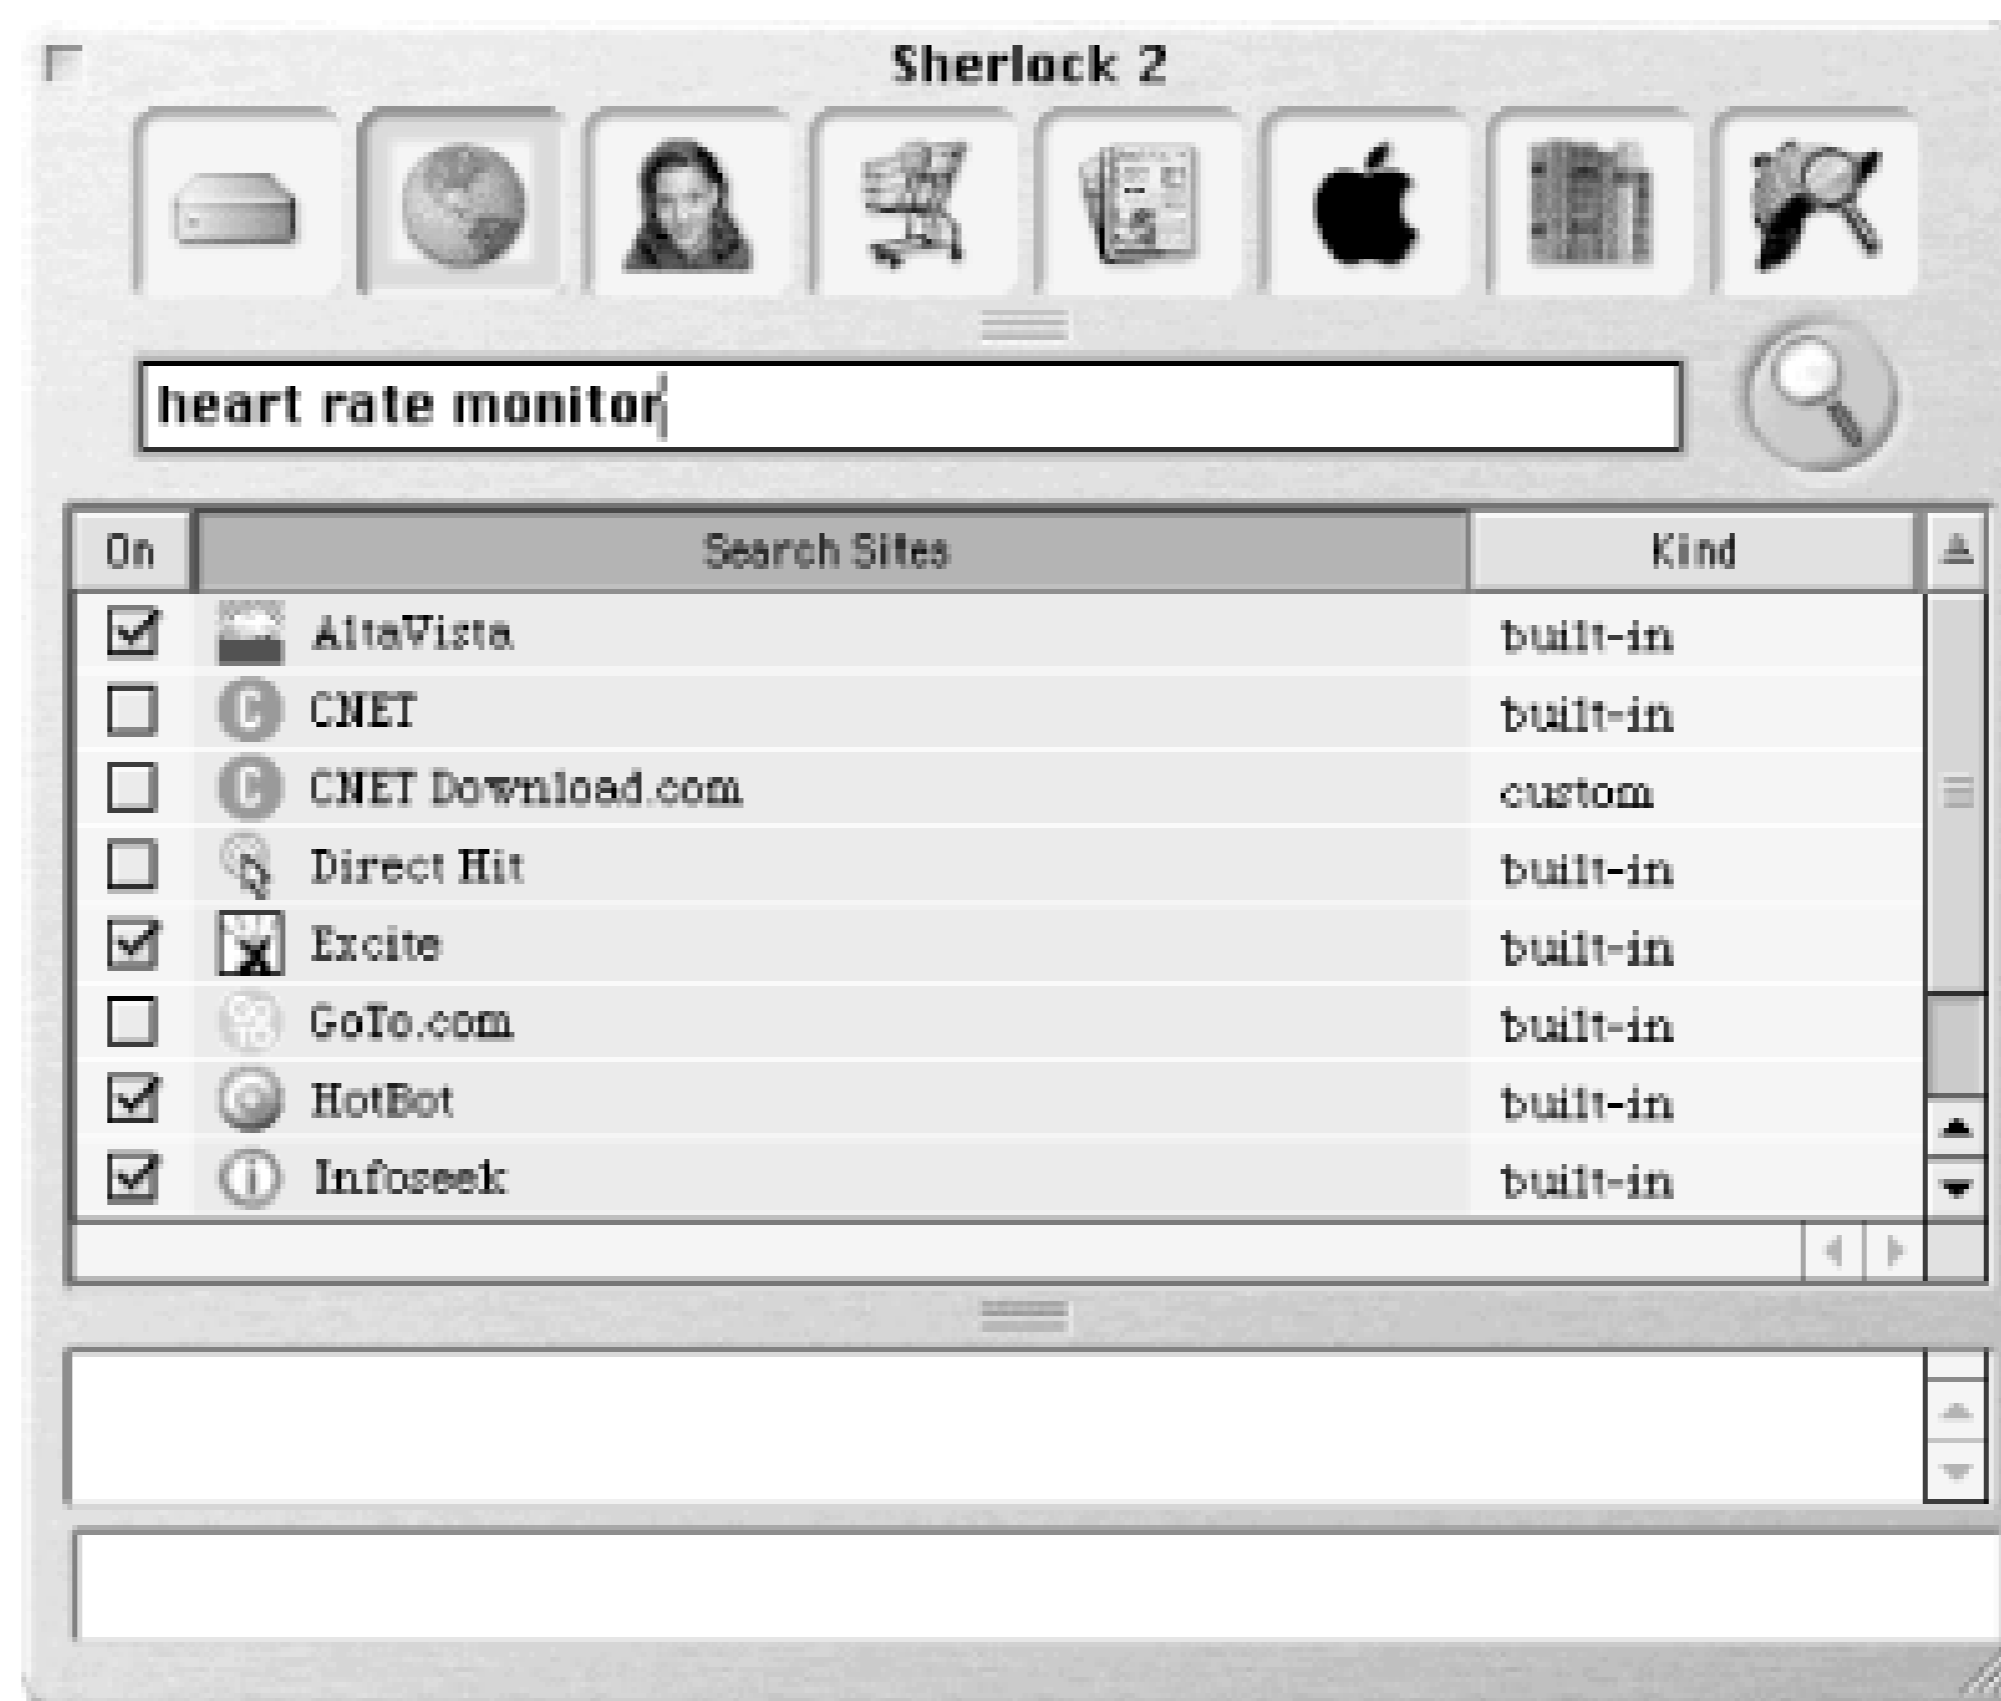 Sherlock 2
heart rate monitor
On Search Sites Kind
AltaVista built-in
CNET built-in
CNET Download.com custom
Direct Hit built-in
Excite built-in
GoTo.com built-in
HotBot built-in
Infoseek built-in